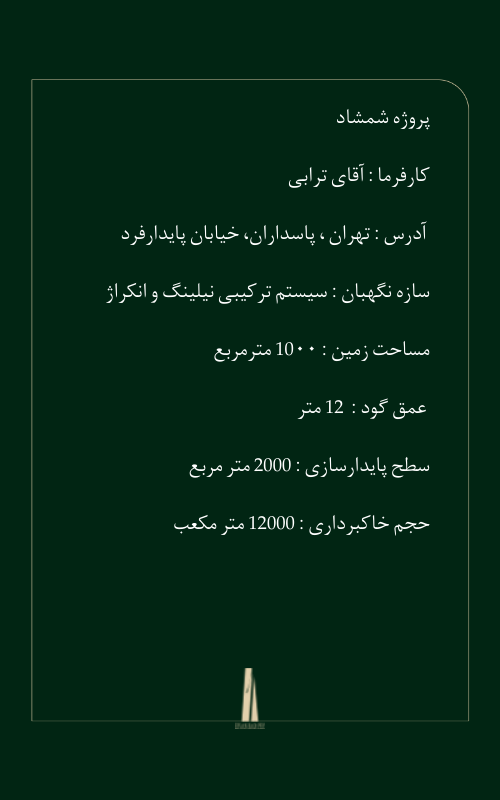 پروژه شمشاد
کارفرما : آقای ترابی
آدرس : تهران ، پاسداران، خیابان پایدارفرد
سازه نگهبان : سیستم ترکیبی نیلینگ و انکراژ
مساحت زمین : 10۰۰ مترمربع
عمق گود : 12 متر
سطح پایدارسازی : 2000 متر مربع
حجم خاکبرداری : 12000 متر مکعب